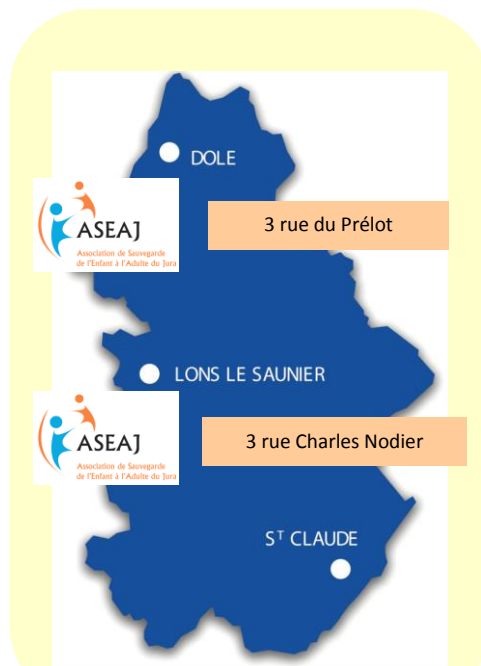 DOLE
ASEAJ
Association de Sauvegarde
de l'Enfant à l'Adulte du Jura
3 rue du Prélot
LONS LE SAUNIER
ASEAJ
Association de Sauvegarde
de l'Enfant à l'Adulte du Jura
3 rue Charles Nodier
Sᵀ CLAUDE